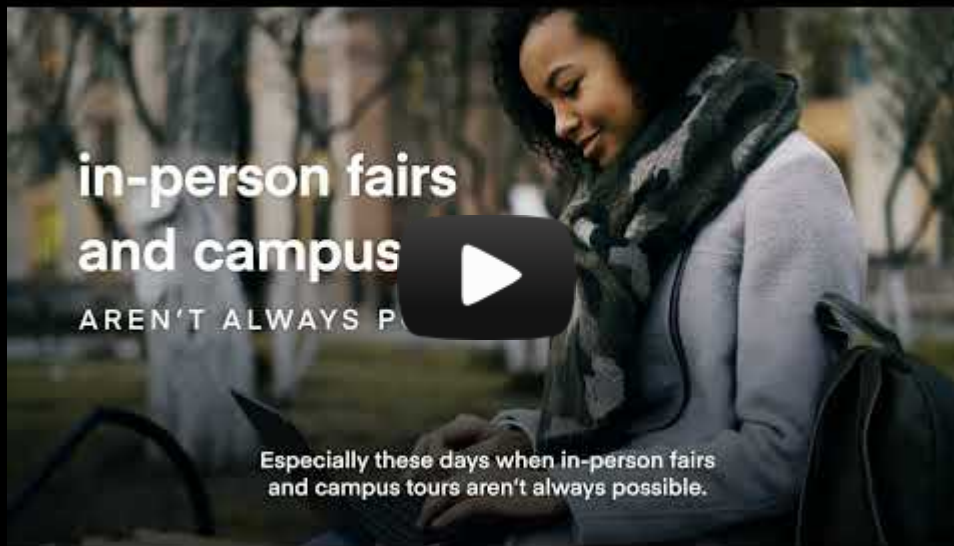 in-person fairs
and campus
AREN'T ALWAYS
Especially these days when in-person fairs
and campus tours aren't always possible.